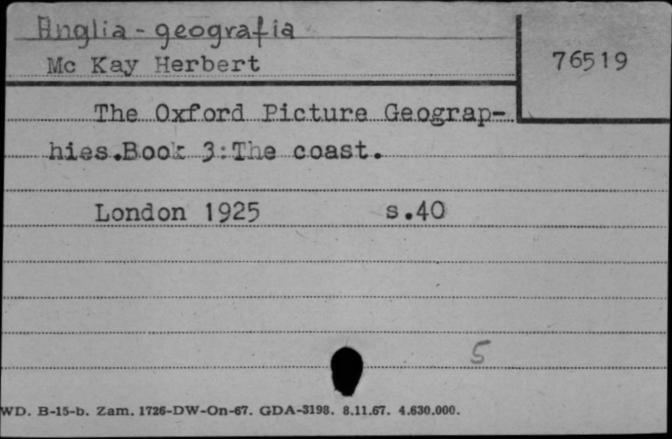 Anglia - geografia
Mc Kay Herbert
76519
The Oxford Picture Geograp-
hies.Book 3:The coast.
London 1925 s.40
5
WD. B-15-b. Zam. 1726-DW-On-67. GDA-3198. 8.11.67. 4.630.000.